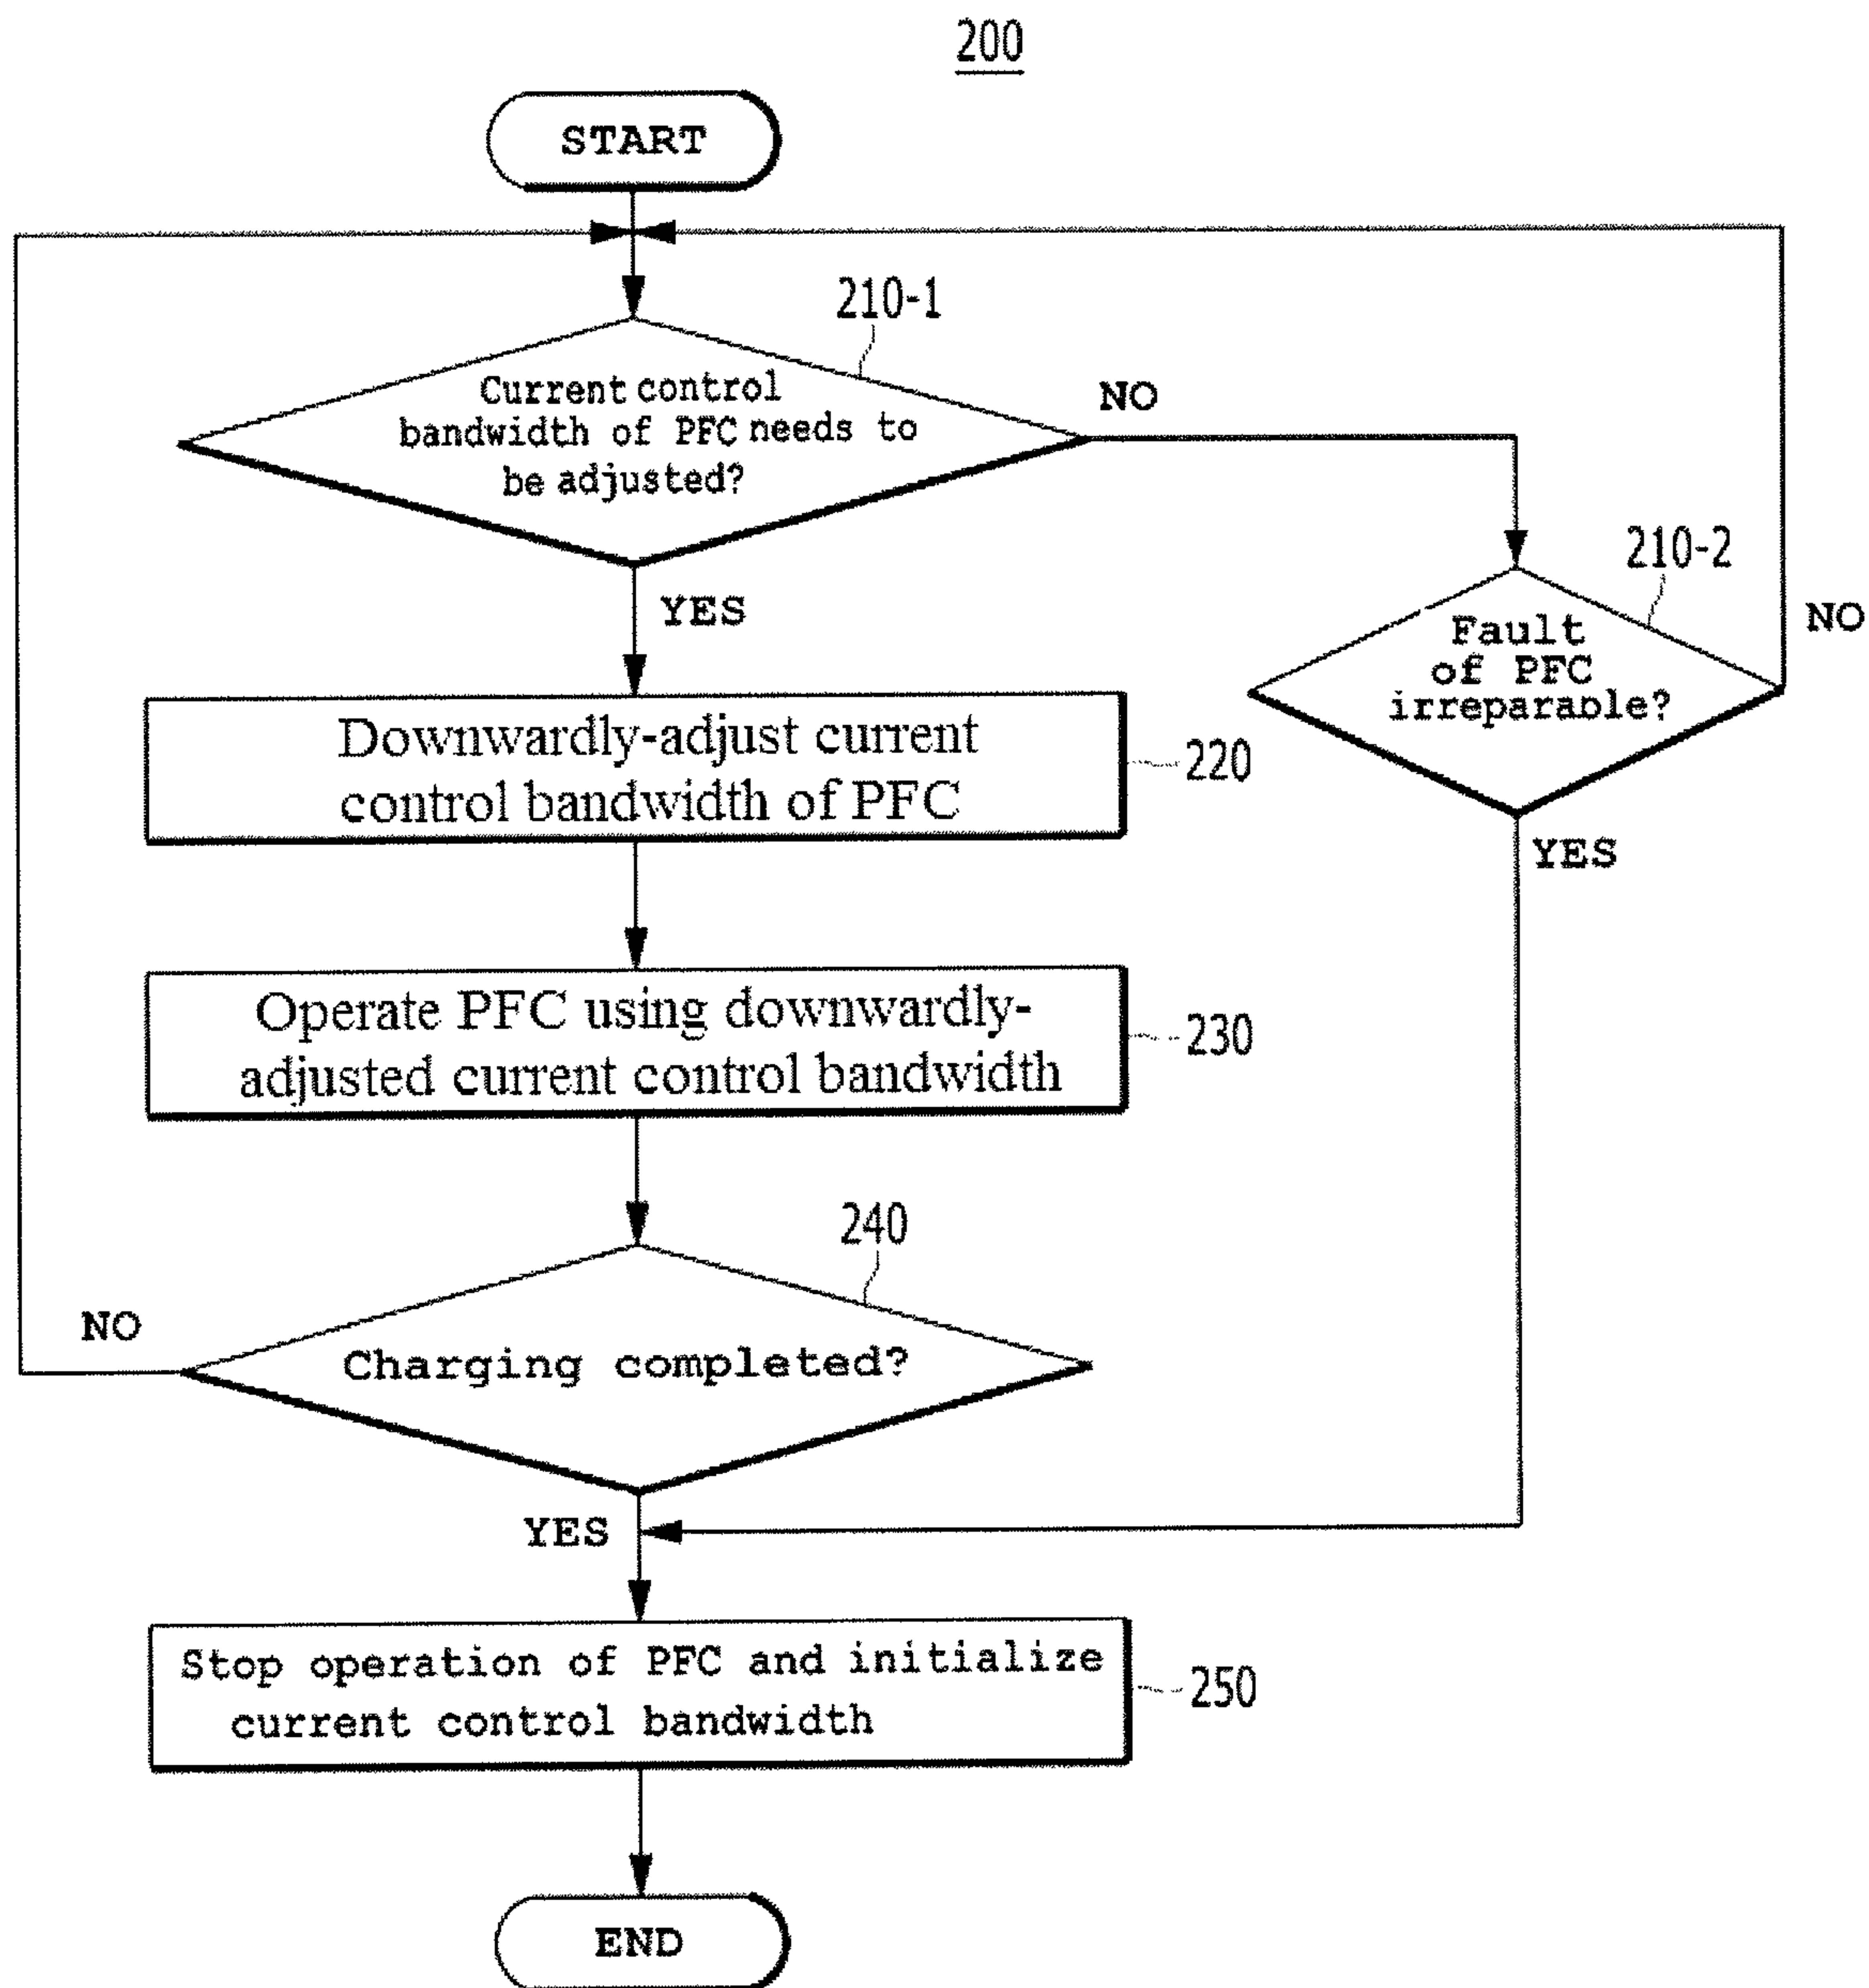 200
START
210-1
Current control
bandwidth of PFC needs to
be adjusted?
NO
YES
210-2
Fault
of PFC
irreparable?
NO
YES
Downwardly-adjust current
control bandwidth of PFC
220
Operate PFC using downwardly-
adjusted current control bandwidth
230
240
Charging completed?
NO
YES
Stop operation of PFC and initialize
current control bandwidth
250
END